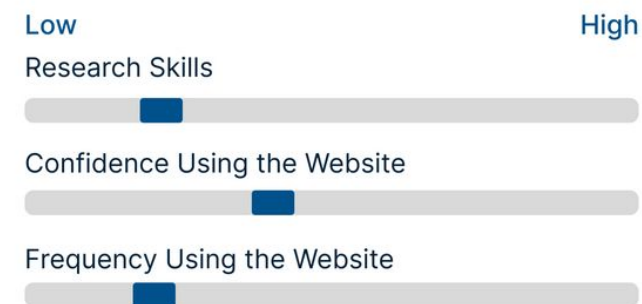 Low High
Research Skills
Confidence Using the Website
Frequency Using the Website